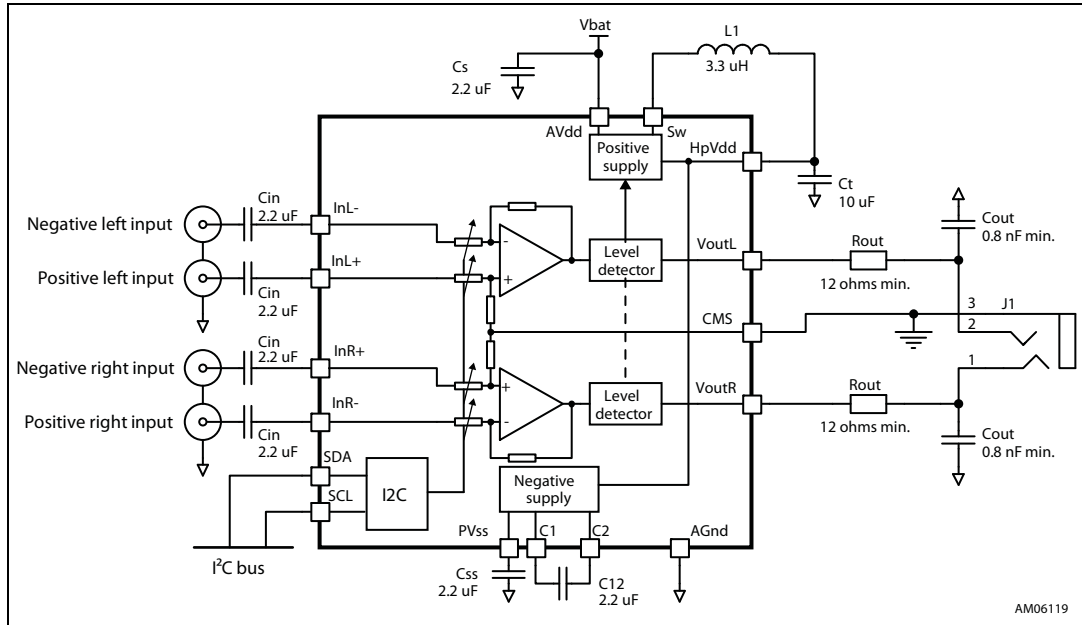 Vbat
L1
3.3 uH
Cs
2.2 uF
AVdd
Sw
HpVdd
Positive
supply
Ct
10 uF
Negative left input
Cin
2.2 uF
InL-
Positive left input
Cin
2.2 uF
InL+
-
+
Level
detector
VoutL
Rout
12 ohms min.
Cout
0.8 nF min.
CMS
3
2
1
J1
Negative right input
Cin
2.2 uF
InR+
Positive right input
Cin
2.2 uF
InR-
+
-
Level
detector
VoutR
Rout
12 ohms min.
Cout
0.8 nF min.
SDA
SCL
I2C
I²C bus
Negative
supply
PVss
C1
C2
AGnd
Css
2.2 uF
C12
2.2 uF
AM06119